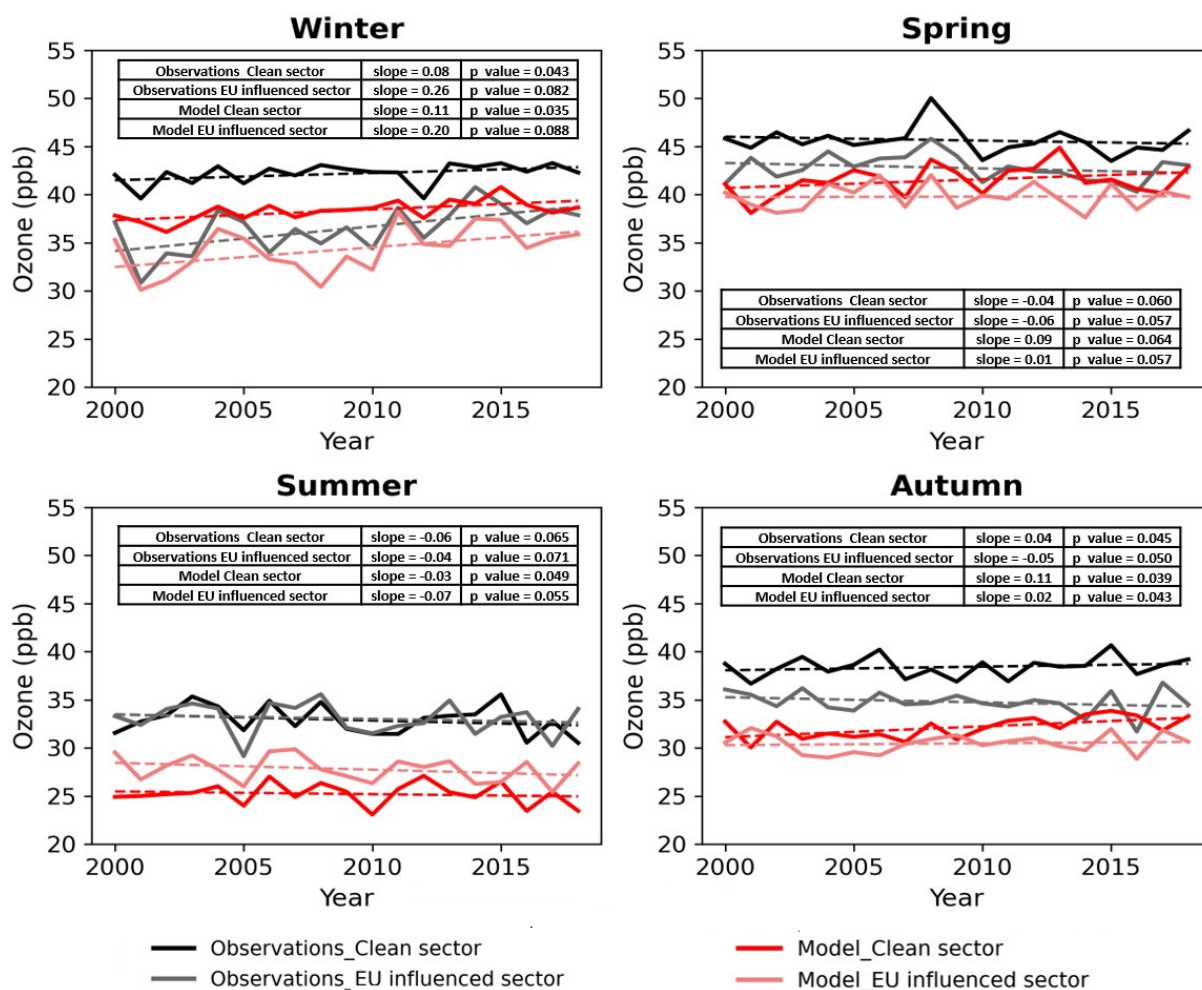 Winter
55
50
45
40
35
30
25
20
Ozone (ppb)
Observations Clean sector slope = 0.08 p value = 0.043
Observations EU influenced sector slope = 0.26 p value = 0.082
Model Clean sector slope = 0.11 p value = 0.035
Model EU influenced sector slope = 0.20 p value = 0.088
2000 2005 2010 2015
Year
Spring
55
50
45
40
35
30
25
20
Ozone (ppb)
Observations Clean sector slope = -0.04 p value = 0.060
Observations EU influenced sector slope = -0.06 p value = 0.057
Model Clean sector slope = 0.09 p value = 0.064
Model EU influenced sector slope = 0.01 p value = 0.057
2000 2005 2010 2015
Year
Summer
55
50
45
40
35
30
25
20
Ozone (ppb)
Observations Clean sector slope = -0.06 p value = 0.065
Observations EU influenced sector slope = -0.04 p value = 0.071
Model Clean sector slope = -0.03 p value = 0.049
Model EU influenced sector slope = -0.07 p value = 0.055
2000 2005 2010 2015
Year
Autumn
55
50
45
40
35
30
25
20
Ozone (ppb)
Observations Clean sector slope = 0.04 p value = 0.045
Observations EU influenced sector slope = -0.05 p value = 0.050
Model Clean sector slope = 0.11 p value = 0.039
Model EU influenced sector slope = 0.02 p value = 0.043
2000 2005 2010 2015
Year
Observations_Clean sector
Observations_EU influenced sector
Model_Clean sector
Model_EU influenced sector